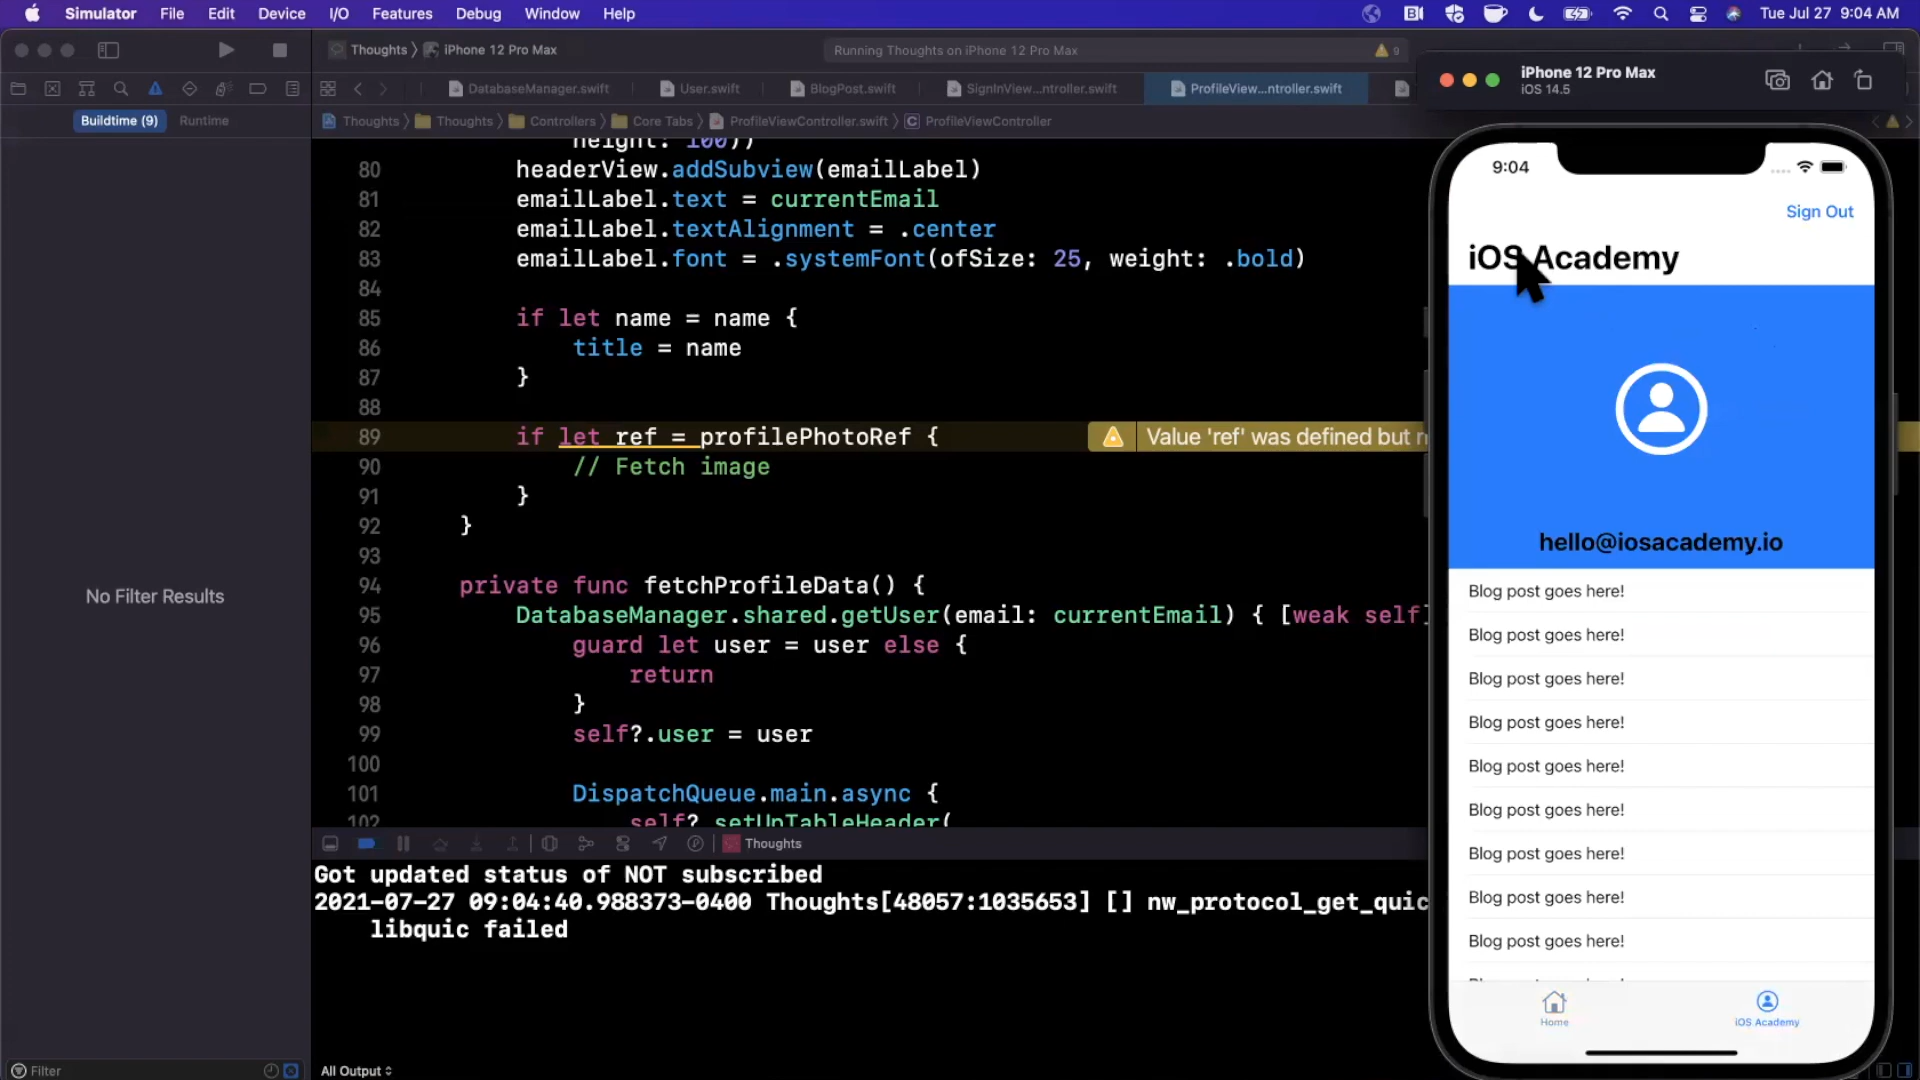 Simulator File Edit Device I/O Features Debug Window Help Tue Jul 27 9:04 AM
Thoughts iPhone 12 Pro Max Running Thoughts on iPhone 12 Pro Max 9
DatabaseManager.swift User.swift BlogPost.swift SignInView...ntroller.swift ProfileView...ntroller.swift
iPhone 12 Pro Max
iOS 14.5
Buildtime (9) Runtime
Thoughts Thoughts Controllers Core Tabs ProfileViewController.swift ProfileViewController
No Filter Results
Filter
height: 100))
80 headerView.addSubview(emailLabel)
81 emailLabel.text = currentEmail
82 emailLabel.textAlignment = .center
83 emailLabel.font = .systemFont(ofSize: 25, weight: .bold)
84
85 if let name = name {
86 title = name
87 }
88
89 if let ref = profilePhotoRef { Value 'ref' was defined but
90 // Fetch image
91 }
92 }
93
94 private func fetchProfileData() {
95 DatabaseManager.shared.getUser(email: currentEmail) { [weak self]
96 guard let user = user else {
97 return
98 }
99 self?.user = user
100
101 DispatchQueue.main.async {
102 self?.setUpTableHeader(
Thoughts
Got updated status of NOT subscribed
2021-07-27 09:04:40.988373-0400 Thoughts[48057:1035653] [] nw_protocol_get_quic
libquic failed
All Output
9:04
Sign Out
iOS Academy
hello@iosacademy.io
Blog post goes here!
Blog post goes here!
Blog post goes here!
Blog post goes here!
Blog post goes here!
Blog post goes here!
Blog post goes here!
Blog post goes here!
Blog post goes here!
Home iOS Academy